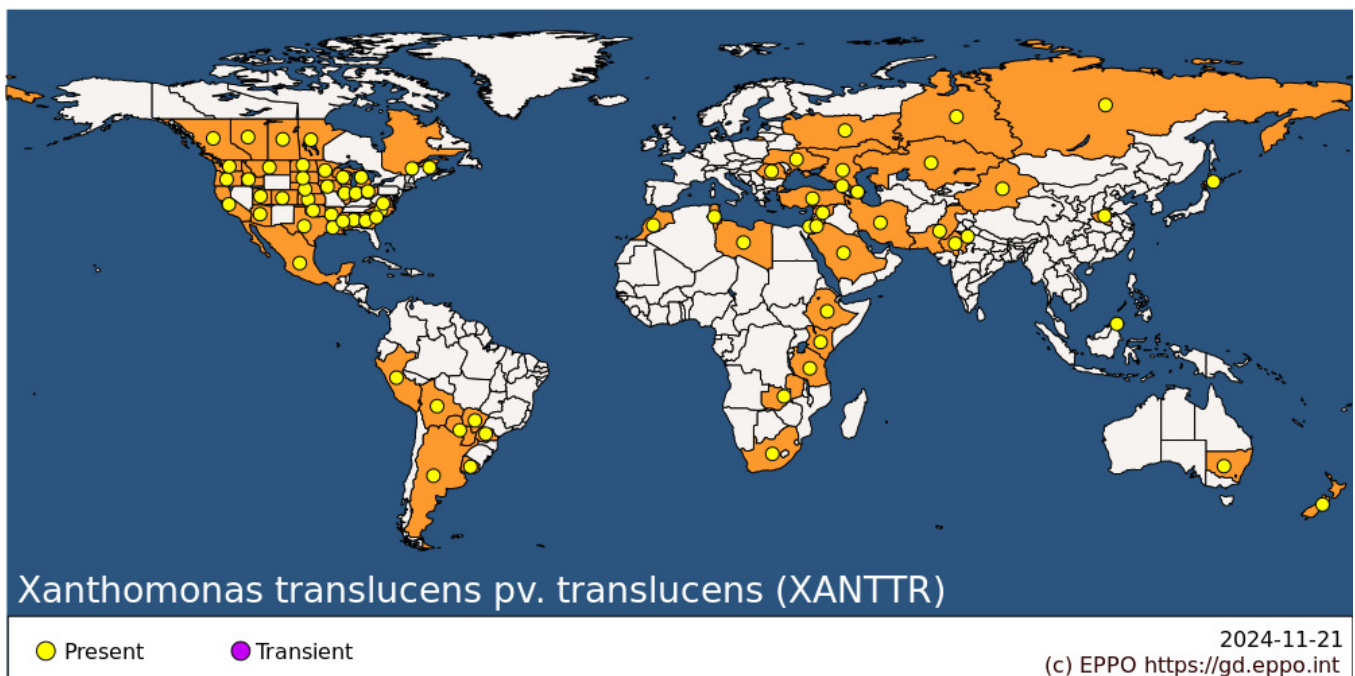 Xanthomonas translucens pv. translucens (XANTTR)
Present
Transient
2024-11-21
(c) EPPO https://gd.eppo.int